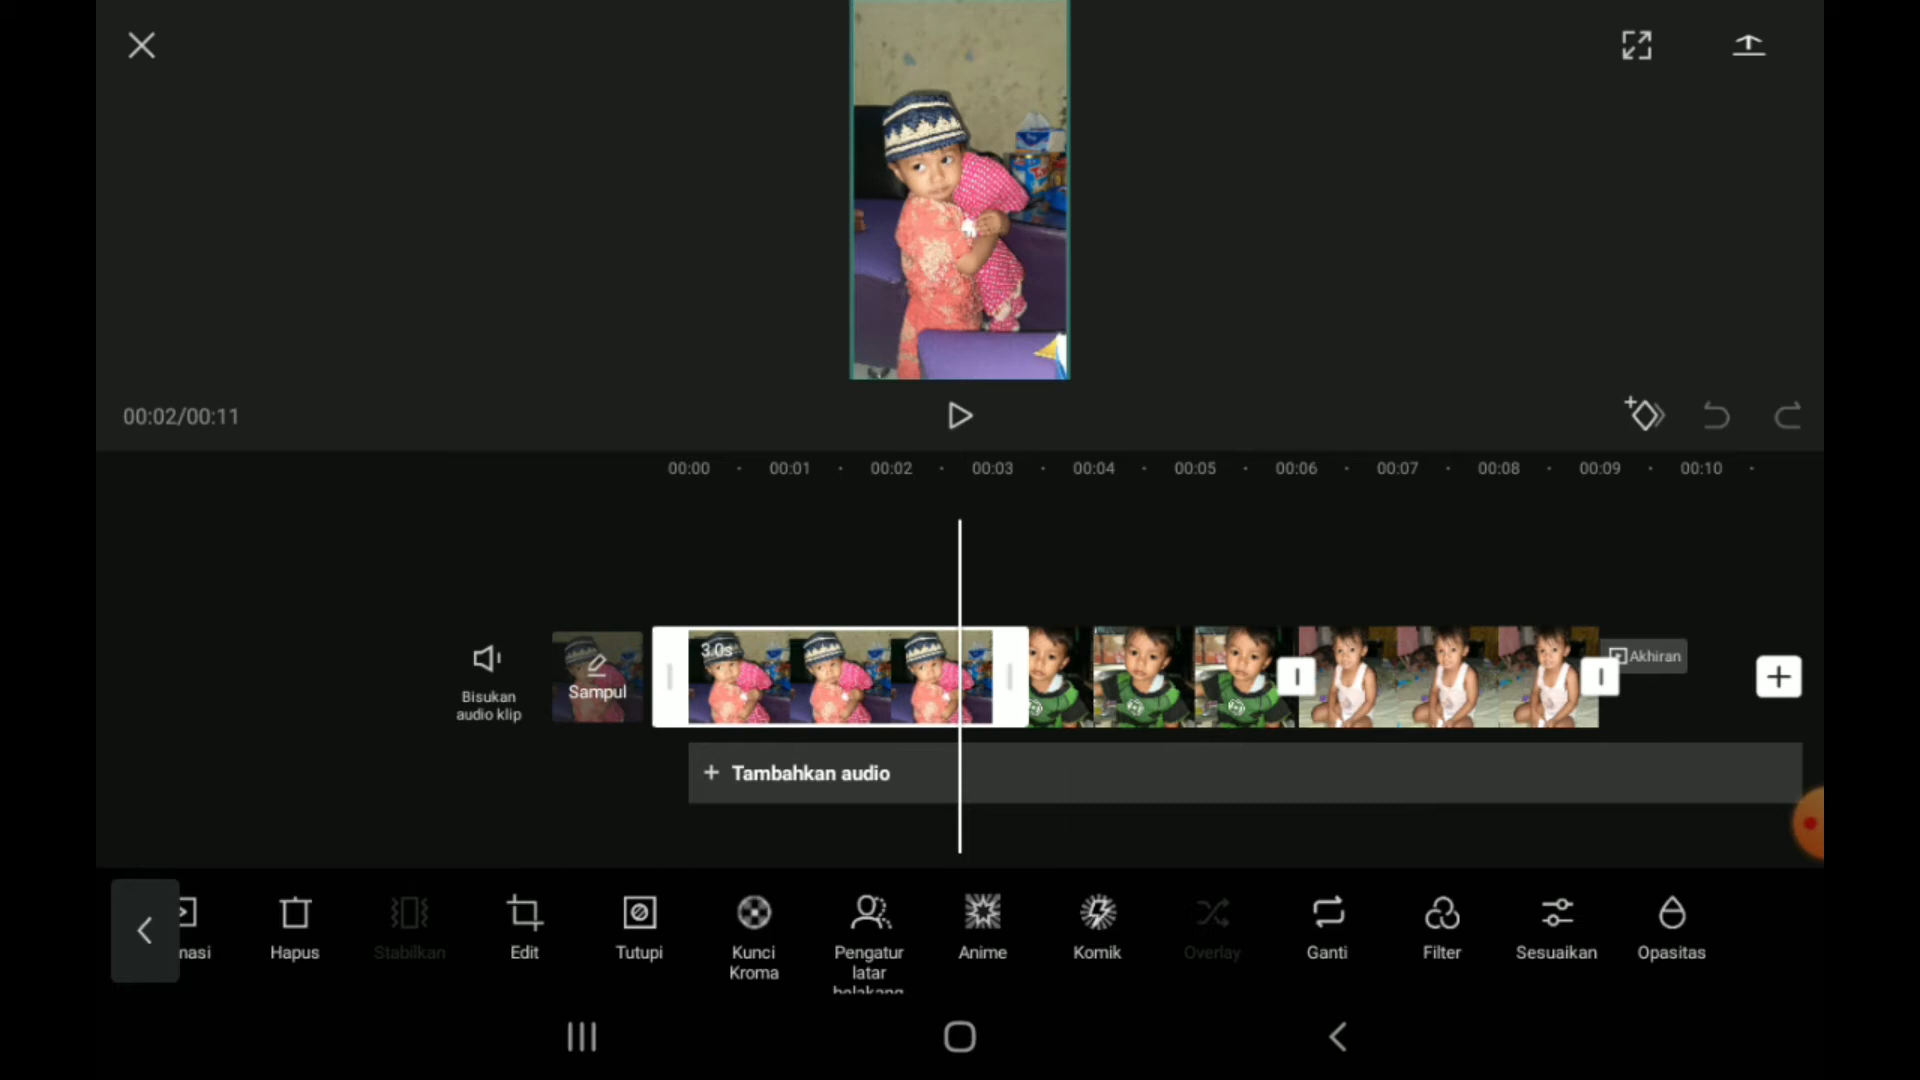 00:02/00:11
00:00 00:01 00:02 00:03 00:04 00:05 00:06 00:07 00:08 00:09 00:10
3.0s
Bisukan
audio klip
Sampul
Akhiran
+ Tambahkan audio
nasi
Hapus
Stabilkan
Edit
Tutupi
Kunci
Kroma
Pengatur
latar
belakang
Anime
Komik
Overlay
Ganti
Filter
Sesuaikan
Opasitas